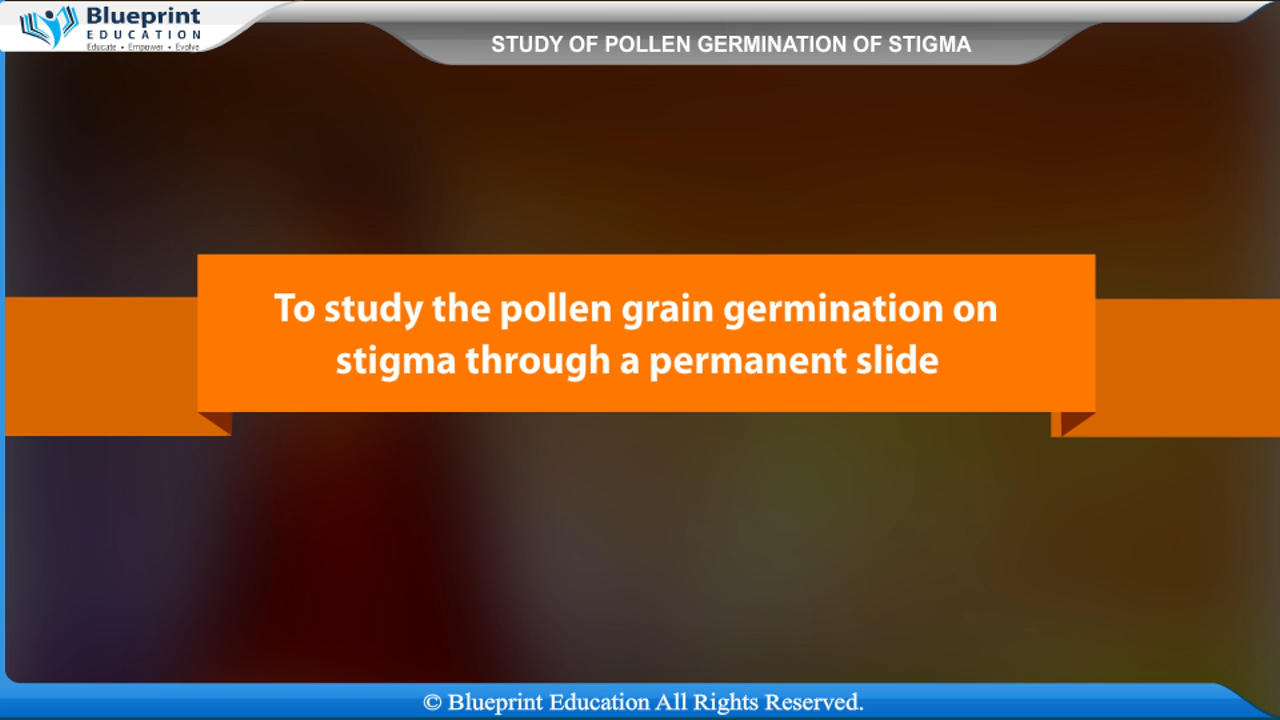 Blueprint
EDUCATION
Educate • Empower • Evolve
STUDY OF POLLEN GERMINATION OF STIGMA
To study the pollen grain germination on
stigma through a permanent slide
© Blueprint Education All Rights Reserved.